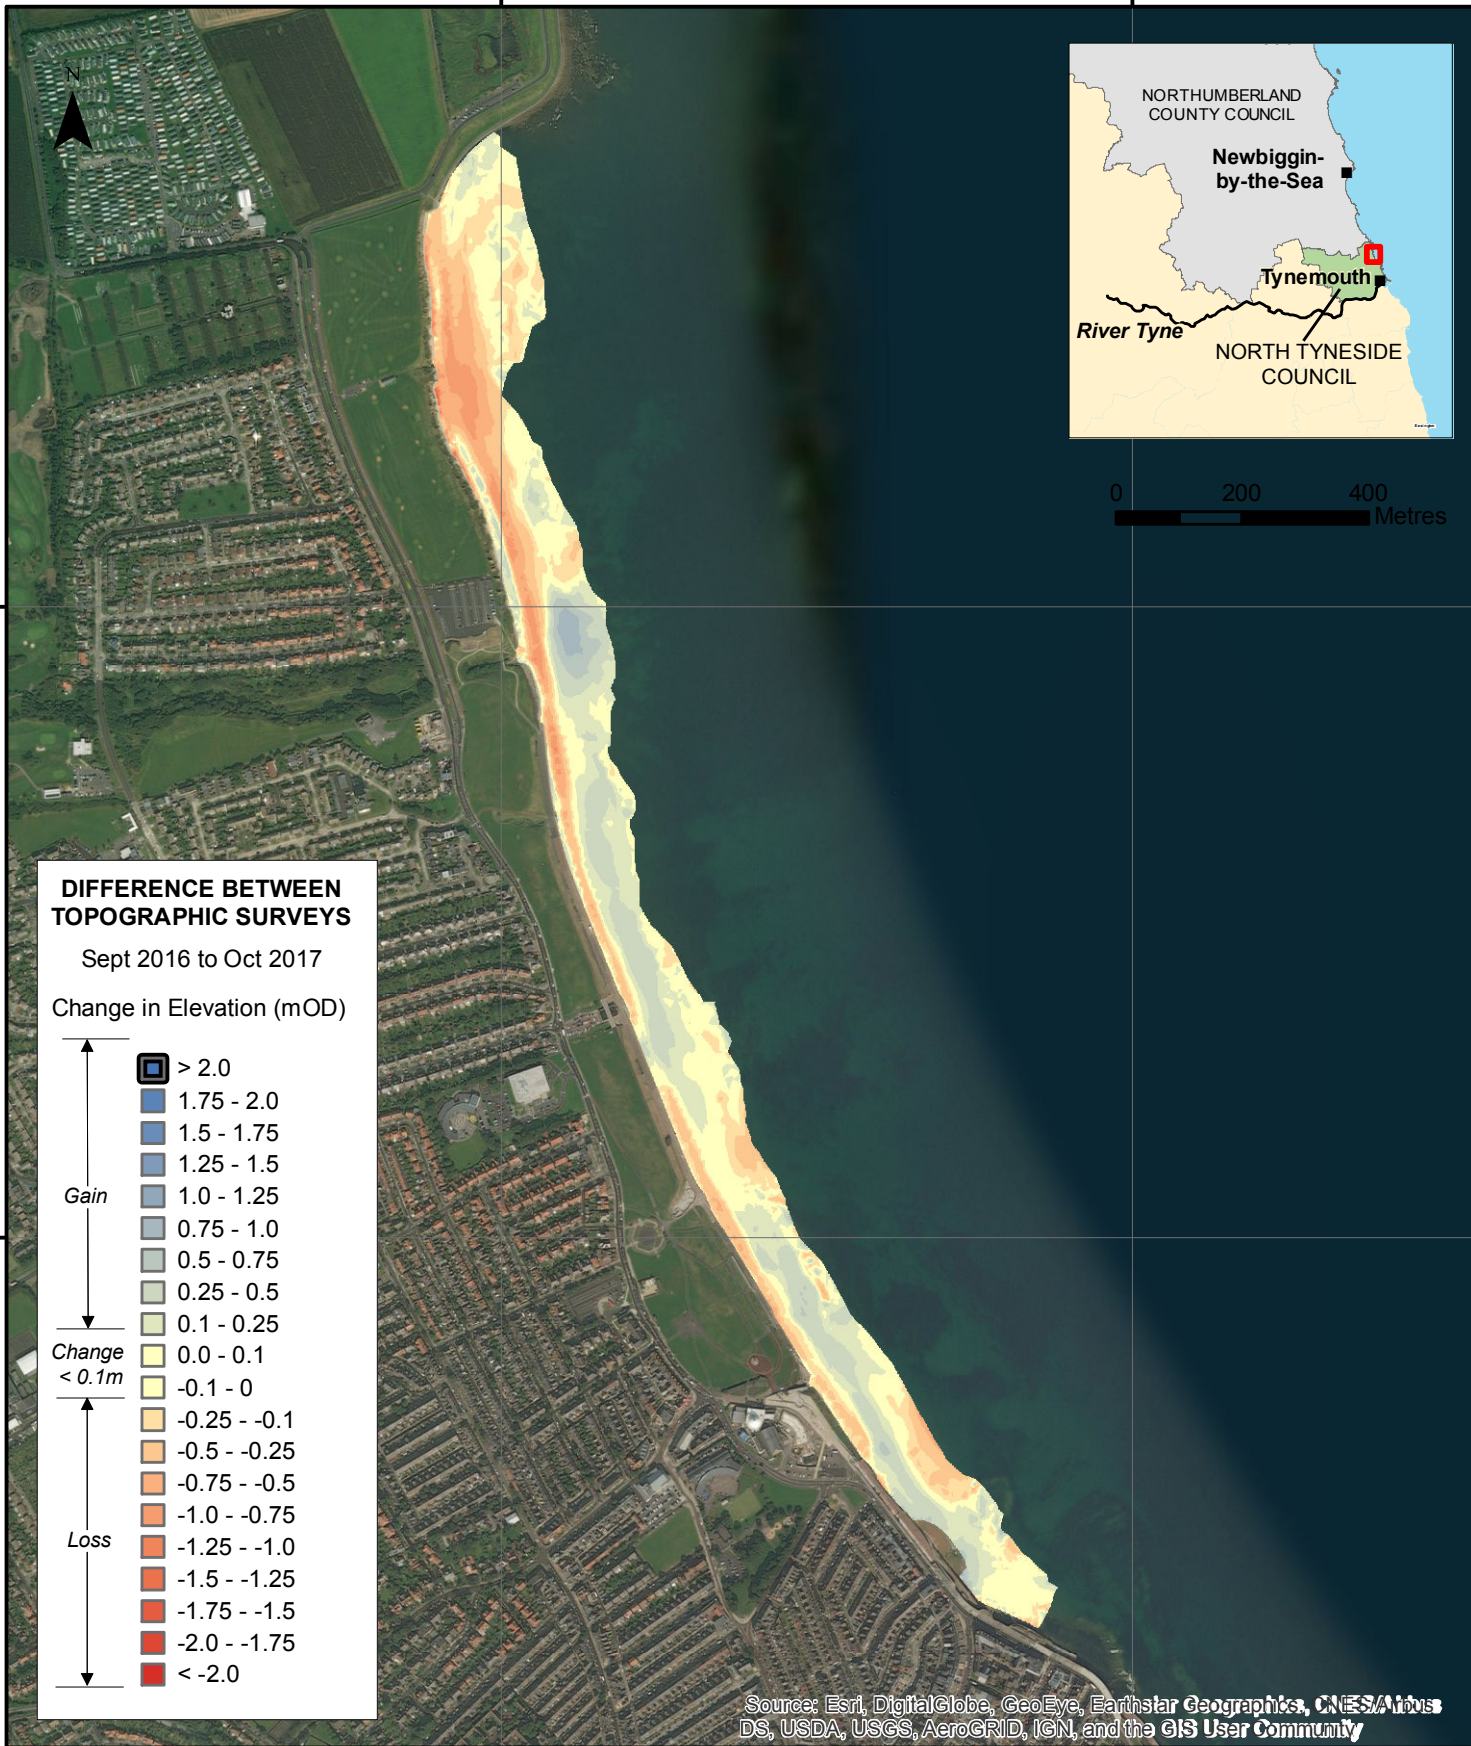 N
NORTHUMBERLAND
COUNTY COUNCIL
Newbiggin-
by-the-Sea
Tynemouth
River Tyne
NORTH TYNESIDE
COUNCIL
0 200 400
Metres
DIFFERENCE BETWEEN
TOPOGRAPHIC SURVEYS
Sept 2016 to Oct 2017
Change in Elevation (mOD)
> 2.0
1.75 - 2.0
1.5 - 1.75
1.25 - 1.5
Gain
1.0 - 1.25
0.75 - 1.0
0.5 - 0.75
0.25 - 0.5
0.1 - 0.25
Change
< 0.1m
0.0 - 0.1
-0.1 - 0
-0.25 - -0.1
-0.5 - -0.25
-0.75 - -0.5
-1.0 - -0.75
Loss
-1.25 - -1.0
-1.5 - -1.25
-1.75 - -1.5
-2.0 - -1.75
< -2.0
Source: Esri, DigitalGlobe, GeoEye, Earthstar Geographics, CNES/Airbus
DS, USDA, USGS, AeroGRID, IGN, and the GIS User Community